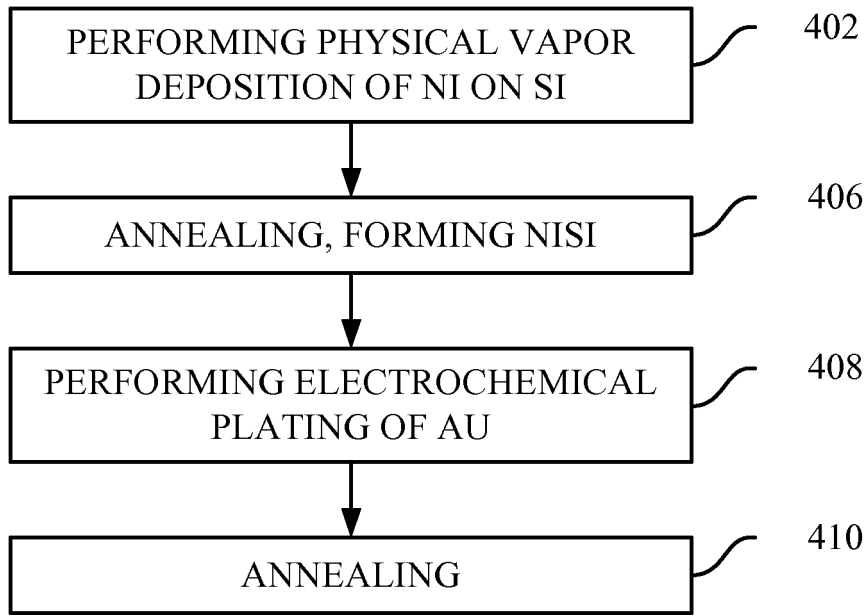 PERFORMING PHYSICAL VAPOR
DEPOSITION OF NI ON SI
402
ANNEALING, FORMING NISI
406
PERFORMING ELECTROCHEMICAL
PLATING OF AU
408
ANNEALING
410